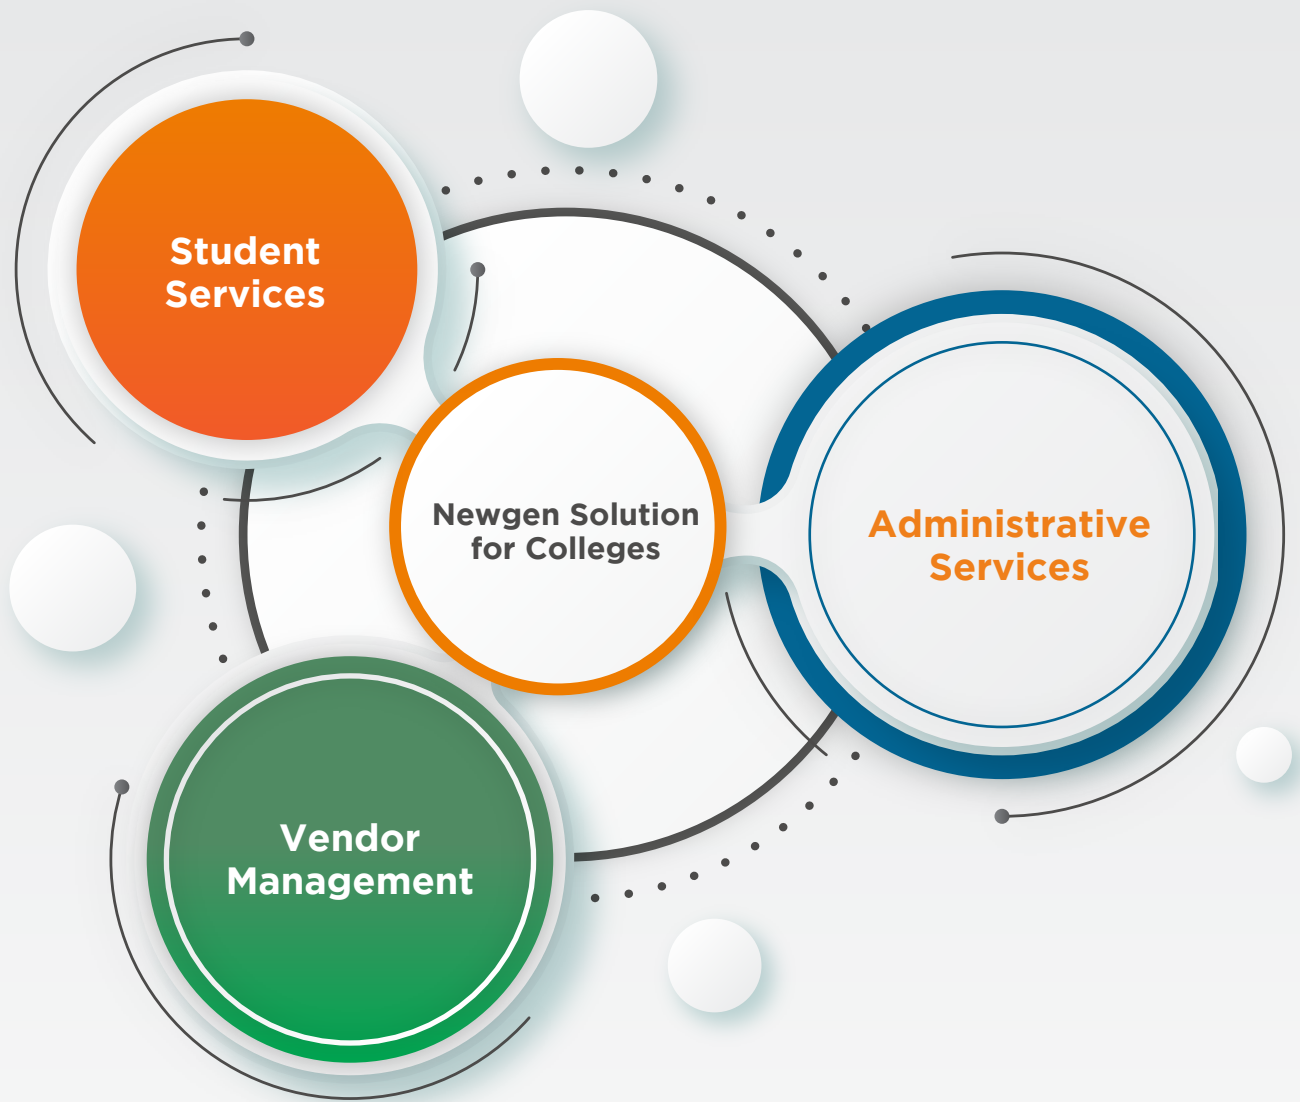 Student
Services
Newgen Solution
for Colleges
Administrative
Services
Vendor
Management